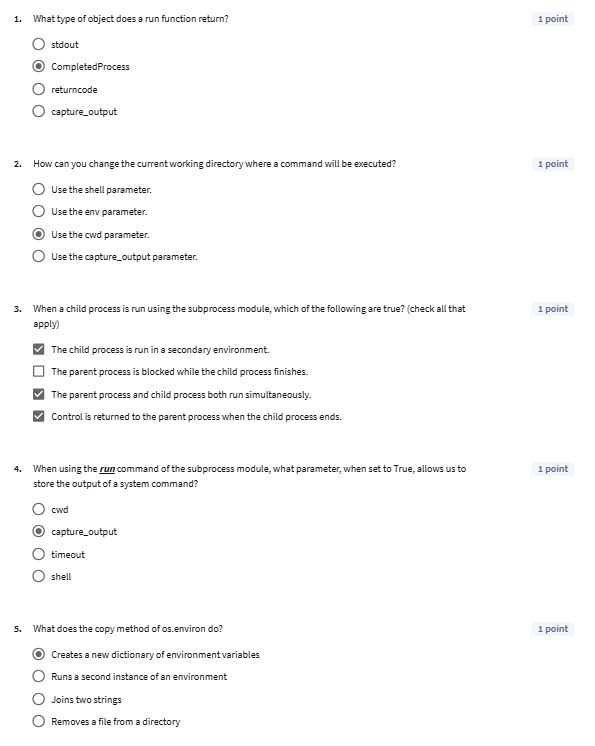 1. What type of object does a run function return? 1 point
stdout
CompletedProcess
returncode
capture_output
2. How can you change the current working directory where a command will be executed? 1 point
Use the shell parameter.
Use the env parameter.
Use the cwd parameter.
Use the capture_output parameter.
3. When a child process is run using the subprocess module, which of the following are true? (check all that 1 point
apply)
The child process is run in a secondary environment.
The parent process is blocked while the child process finishes.
The parent process and child process both run simultaneously.
Control is returned to the parent process when the child process ends.
4. When using the run command of the subprocess module, what parameter, when set to True, allows us to 1 point
store the output of a system command?
cwd
capture_output
timeout
shell
5. What does the copy method of os.environ do? 1 point
Creates a new dictionary of environment variables
Runs a second instance of an environment
Joins two strings
Removes a file from a directory